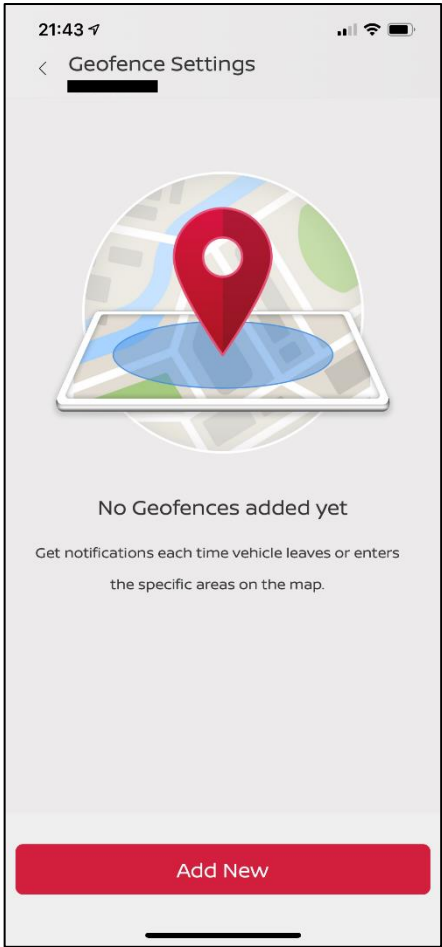 21:43
Geofence Settings
No Geofences added yet
Get notifications each time vehicle leaves or enters
the specific areas on the map.
Add New